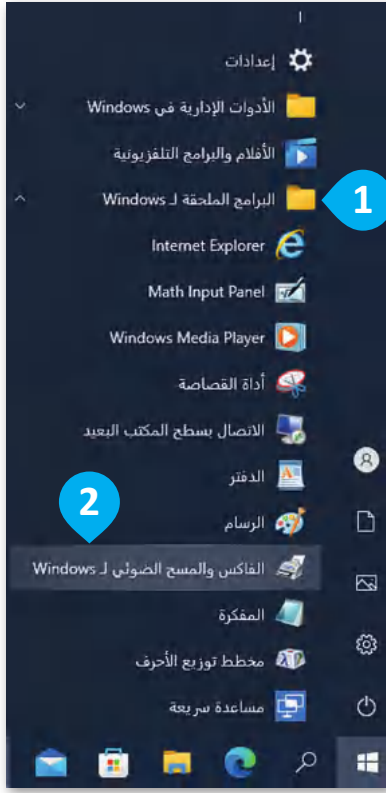 ا
إعدادات
الأدوات الإدارية في Windows
الأفلام والبرامج التلفزيونية
البرامج الملحقة لـ Windows
1
Internet Explorer
Math Input Panel
Windows Media Player
أداة القصاصة
الاتصال بسطح المكتب البعيد
الدفتر
2
الرسام
الفاكس والمسح الضوئي لـ Windows
المفكرة
مخطط توزيع الأحرف
مساعدة سريعة